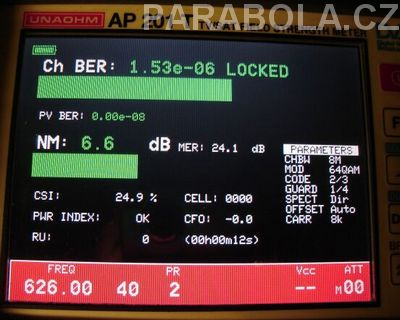 PARABOLA.CZ
UNAOHM AP 20
Ch BER: 1.53e-06 LOCKED
PV BER: 0.00e-08
NM: 6.6 dB MER: 24.1 dB
PARAMETERS
CHBW 8M
MOD 64QAM
CODE 2/3
GUARD 1/4
SPECT Dir
OFFSET Auto
CARR 8k
CSI: 24.9 % CELL: 0000
PWR INDEX: OK CFO: -0.0
RU: 0 (00h00m12s)
FREQ PR Vcc ATT
626.00 40 2 -- M00